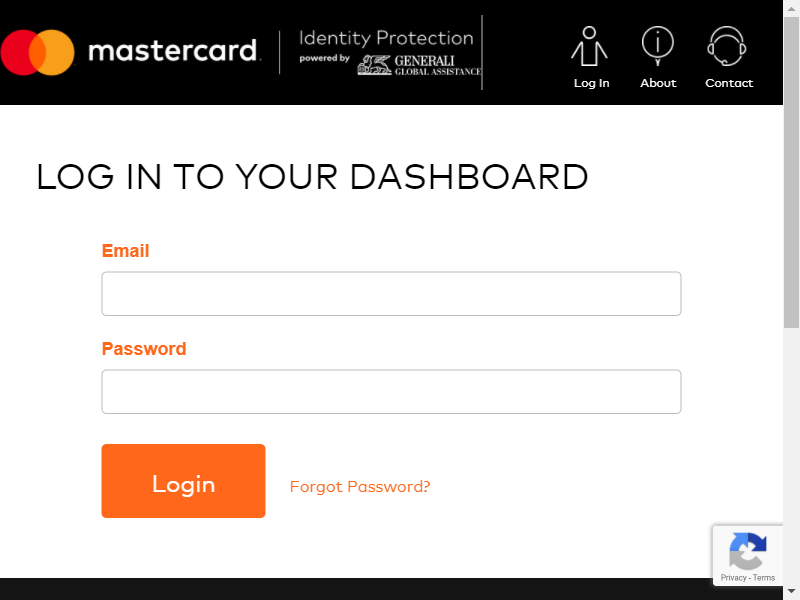 mastercard.
Identity Protection
powered by
GENERALI
GLOBAL ASSISTANCE
Log In
About
Contact
LOG IN TO YOUR DASHBOARD
Email
Password
Login
Forgot Password?
Privacy - Terms